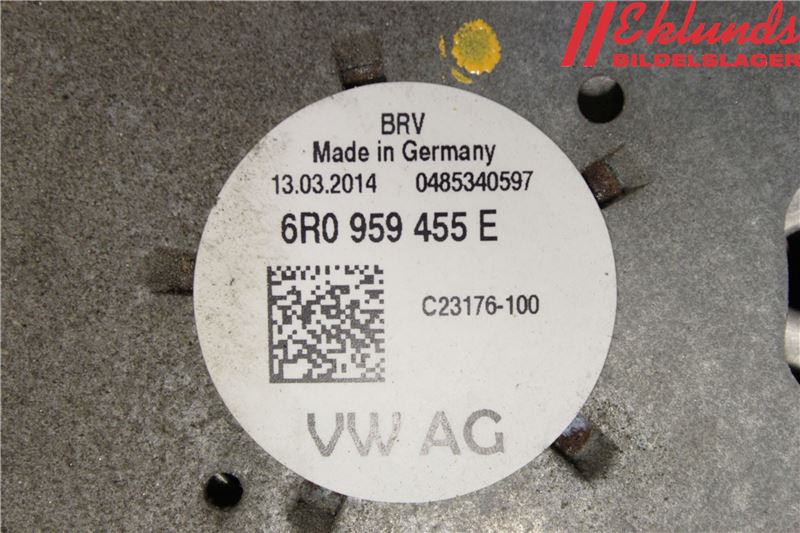 Eklunds
BILDELSLAGER
BRV
Made in Germany
13.03.2014 0485340597
6R0 959 455 E
C23176-100
VW AG